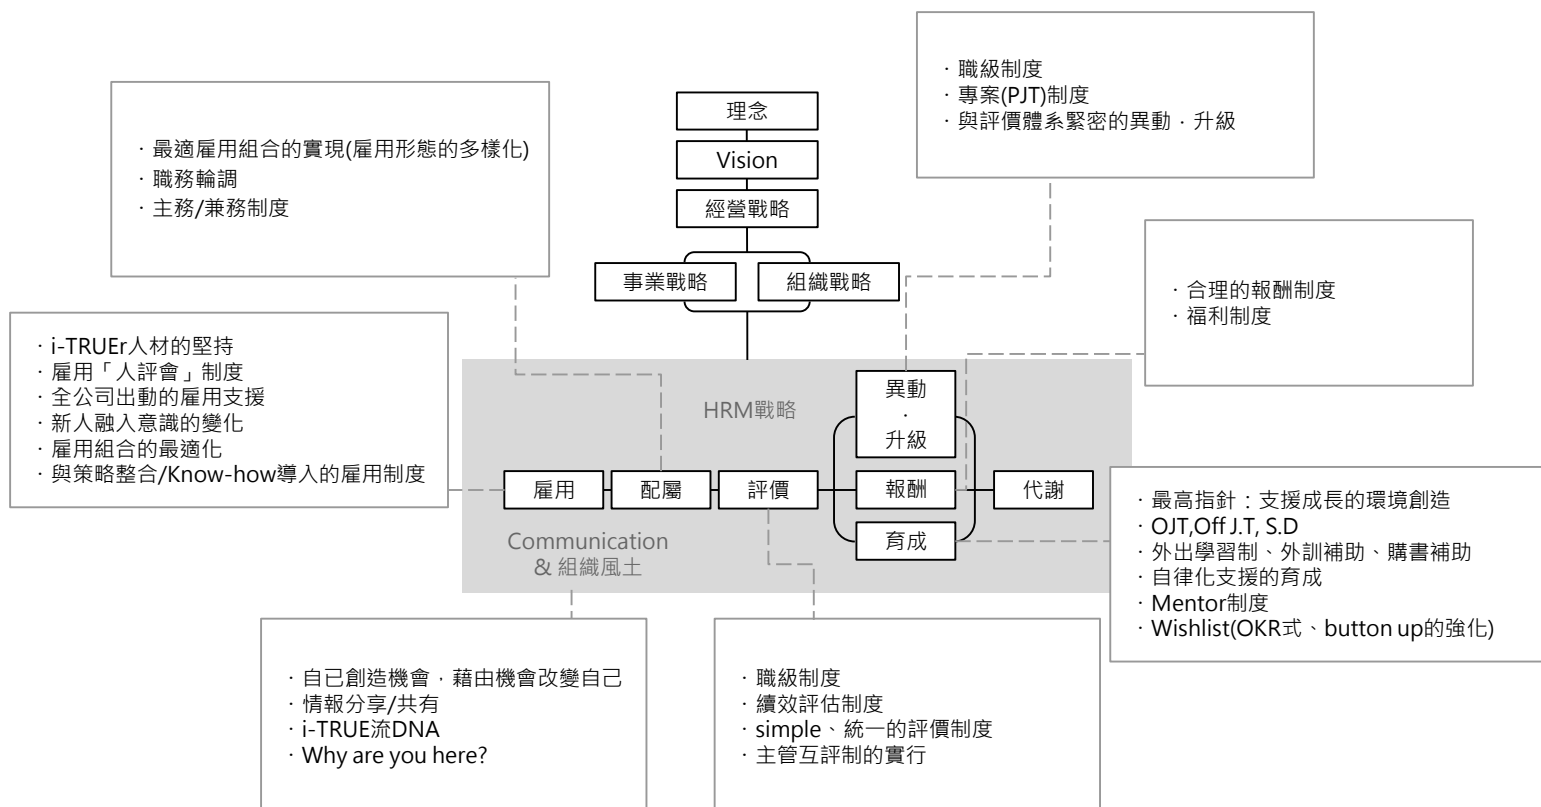 · 職級制度
· 專案(PJT)制度
· 與評價體系緊密的異動．升級
理念
Vision
經營戰略
事業戰略
組織戰略
· 最適雇用組合的實現(雇用形態的多樣化)
· 職務輪調
· 主務/兼務制度
· 合理的報酬制度
· 福利制度
· i-TRUEr人材的堅持
· 雇用「人評會」制度
· 全公司出動的雇用支援
· 新人融入意識的變化
· 雇用組合的最適化
· 與策略整合/Know-how導入的雇用制度
HRM戰略
異動
．
升級
雇用
配屬
評價
報酬
代謝
育成
Communication
& 組織風土
· 最高指針：支援成長的環境創造
· OJT,Off J.T, S.D
· 外出學習制、外訓補助、購書補助
· 自律化支援的育成
· Mentor制度
· Wishlist(OKR式、button up的強化)
· 自已創造機會．藉由機會改變自己
· 情報分享/共有
· i-TRUE流DNA
· Why are you here?
· 職級制度
· 續效評估制度
· simple、統一的評價制度
· 主管互評制的實行